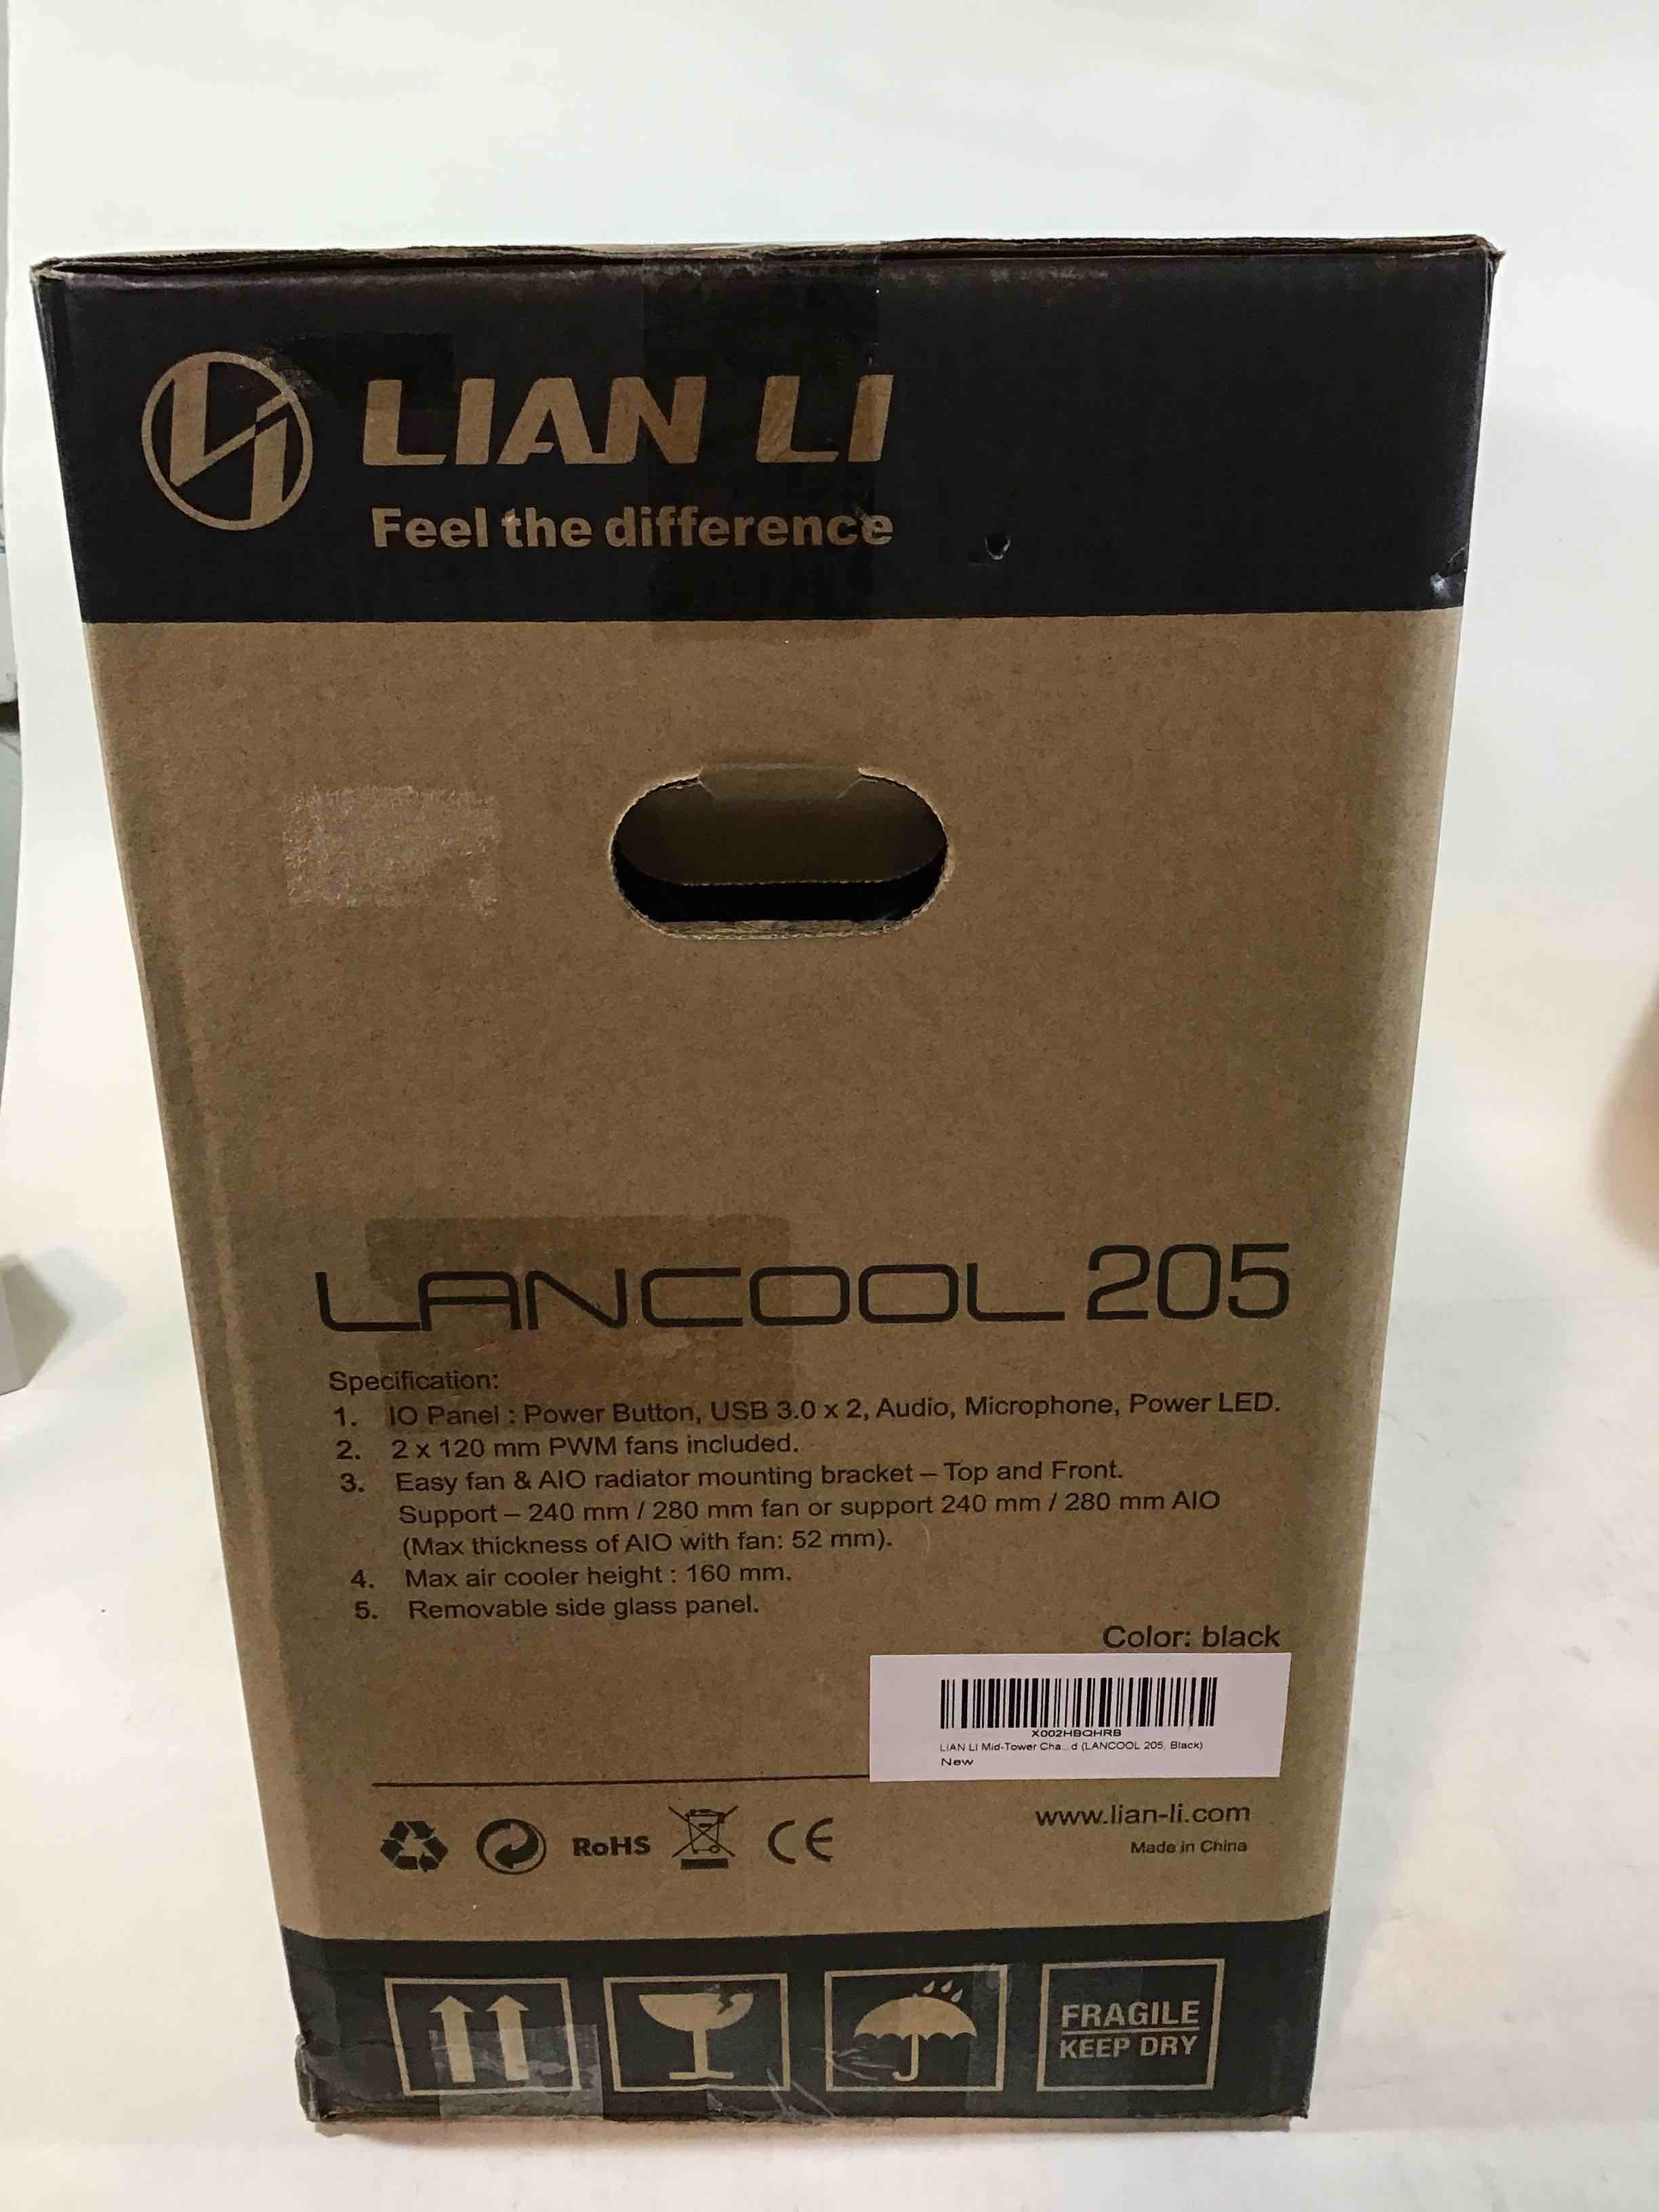 LIAN LI
Feel the difference
LANCOOL 205
Specification:
1. IO Panel : Power Button, USB 3.0 x 2, Audio, Microphone, Power LED.
2. 2 x 120 mm PWM fans included.
3. Easy fan & AIO radiator mounting bracket – Top and Front.
Support – 240 mm / 280 mm fan or support 240 mm / 280 mm AIO
(Max thickness of AIO with fan: 52 mm).
4. Max air cooler height : 160 mm.
5. Removable side glass panel.
Color: black
X002HBQHRB
LIAN LI Mid-Tower Cha...d (LANCOOL 205, Black)
New
www.lian-li.com
RoHS CE
Made in China
FRAGILE
KEEP DRY